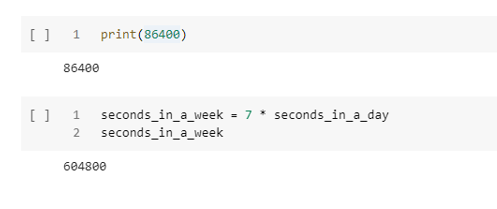 [ ] 1 print(86400)
86400
[ ] 1 seconds_in_a_week = 7 * seconds_in_a_day
2 seconds_in_a_week
604800